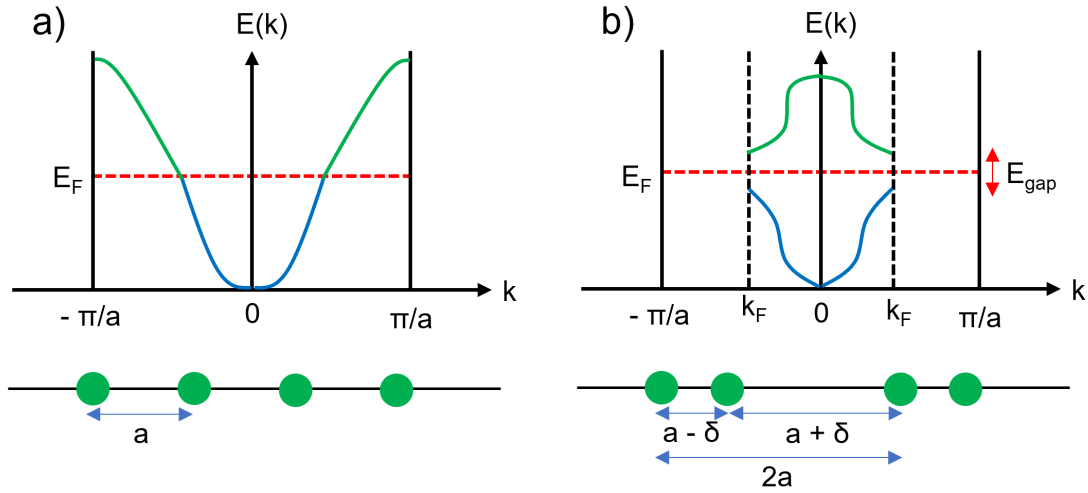 a)
E(k)
E_F
k
- π/a
0
π/a
a
b)
E(k)
E_F
E_gap
k
- π/a
k_F
0
k_F
π/a
a - δ
a + δ
2a